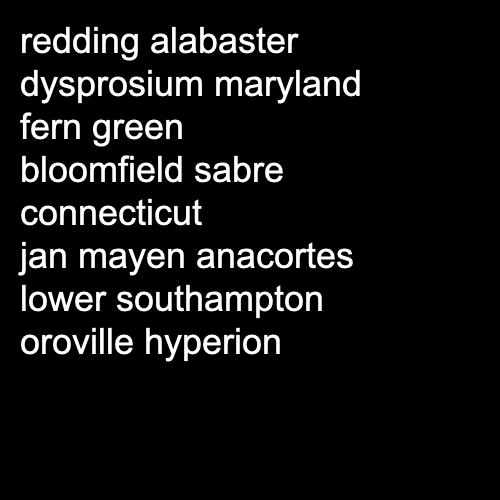 redding alabaster
dysprosium maryland
fern green
bloomfield sabre
connecticut
jan mayen anacortes
lower southampton
oroville hyperion